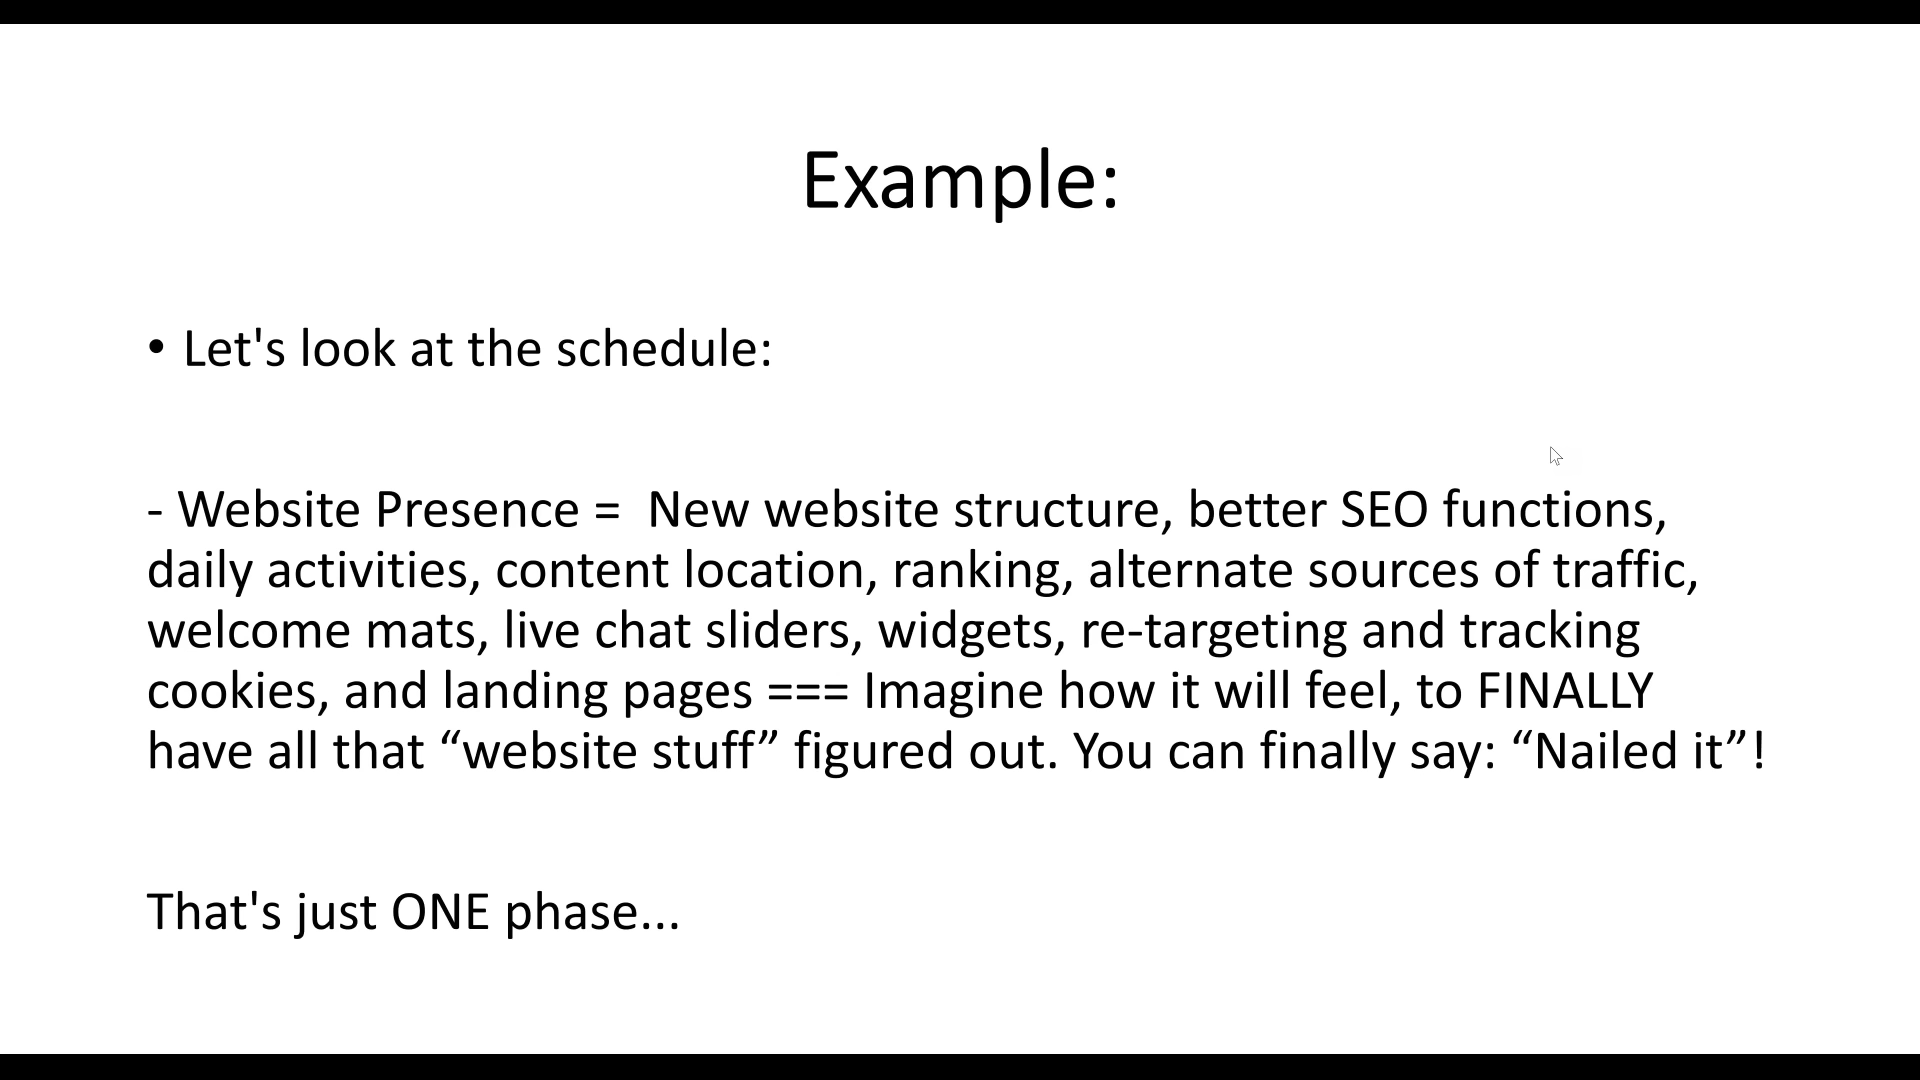 Example:
• Let's look at the schedule:
- Website Presence =  New website structure, better SEO functions,
daily activities, content location, ranking, alternate sources of traffic,
welcome mats, live chat sliders, widgets, re-targeting and tracking
cookies, and landing pages === Imagine how it will feel, to FINALLY
have all that “website stuff” figured out. You can finally say: “Nailed it”!
That's just ONE phase...